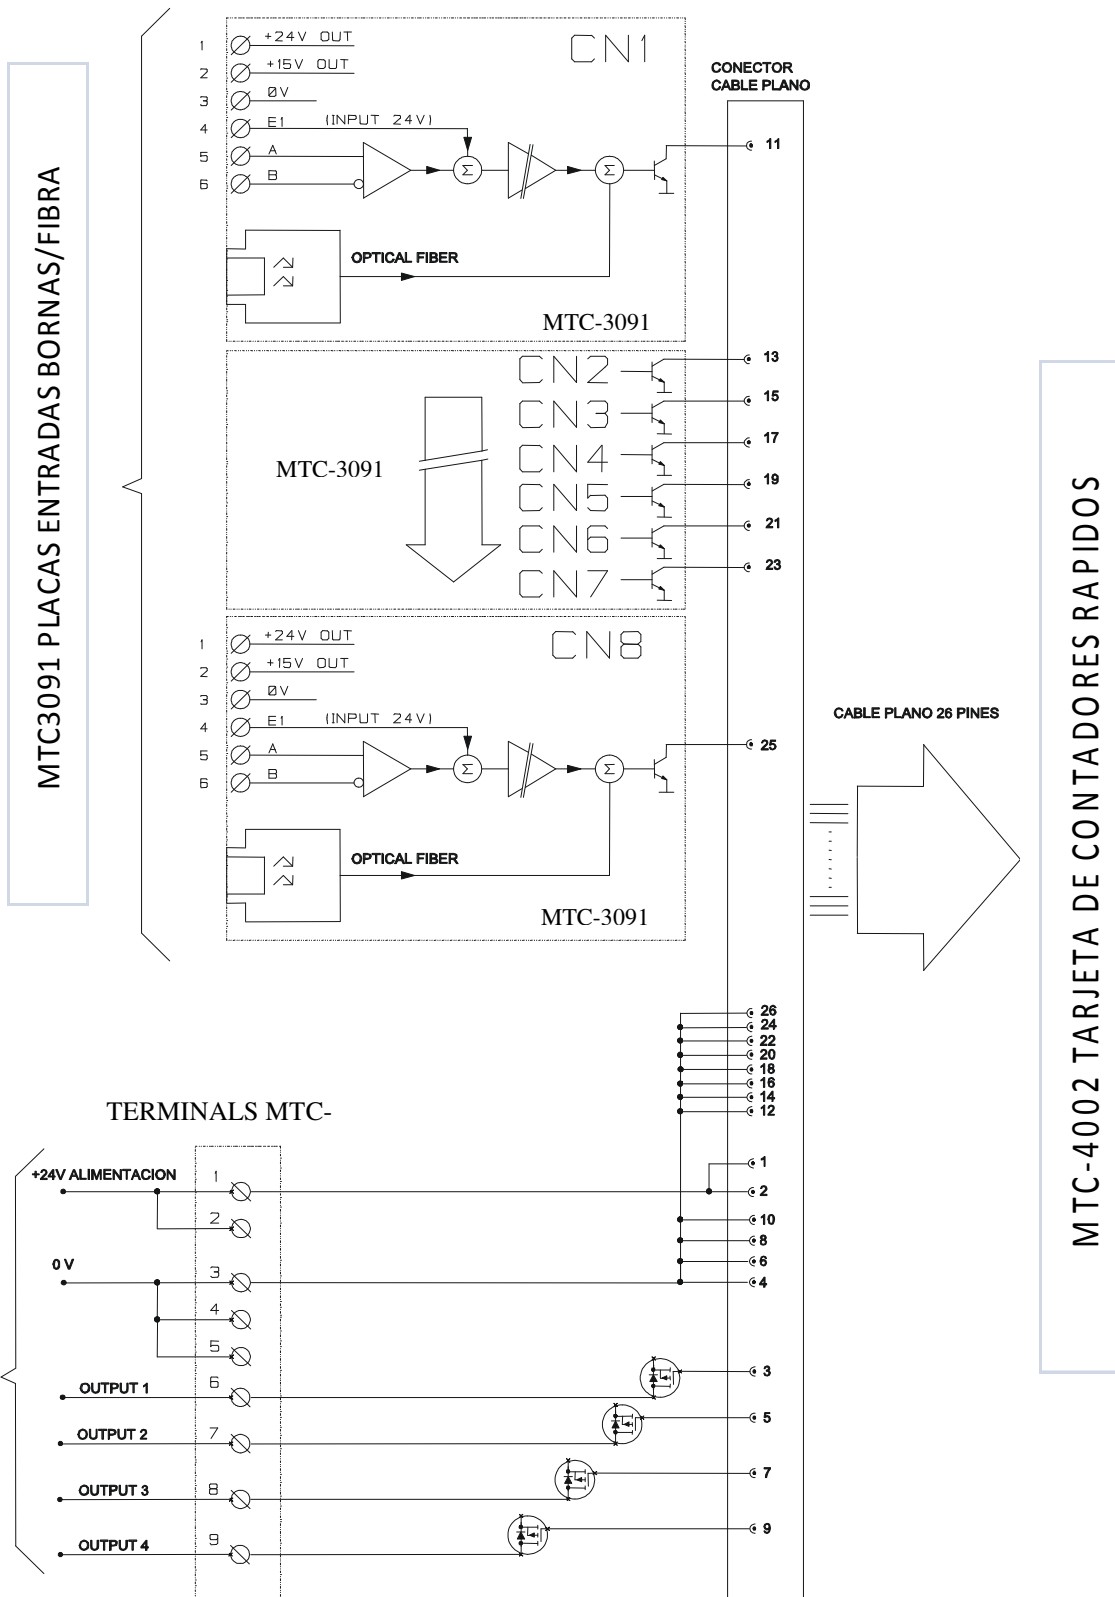 MTC3091 PLACAS ENTRADAS BORNAS/FIBRA
CN1
1 +24V OUT
2 +15V OUT
3 0V
4 E1 (INPUT 24V)
5 A
6 B
Σ Σ
OPTICAL FIBER
MTC-3091
CONECTOR
CABLE PLANO
11
MTC-3091
CN2 13
CN3 15
CN4 17
CN5 19
CN6 21
CN7 23
CN8
1 +24V OUT
2 +15V OUT
3 0V
4 E1 (INPUT 24V)
5 A
6 B
Σ Σ
25
OPTICAL FIBER
MTC-3091
CABLE PLANO 26 PINES
MTC-4002 TARJETA DE CONTADORES RAPIDOS
26
24
22
20
18
16
14
12
TERMINALS MTC-
1
+24V ALIMENTACION 1 2
2
10
8
6
0 V 3 4
4
5
OUTPUT 1 6 3
OUTPUT 2 7 5
OUTPUT 3 8 7
OUTPUT 4 9 9